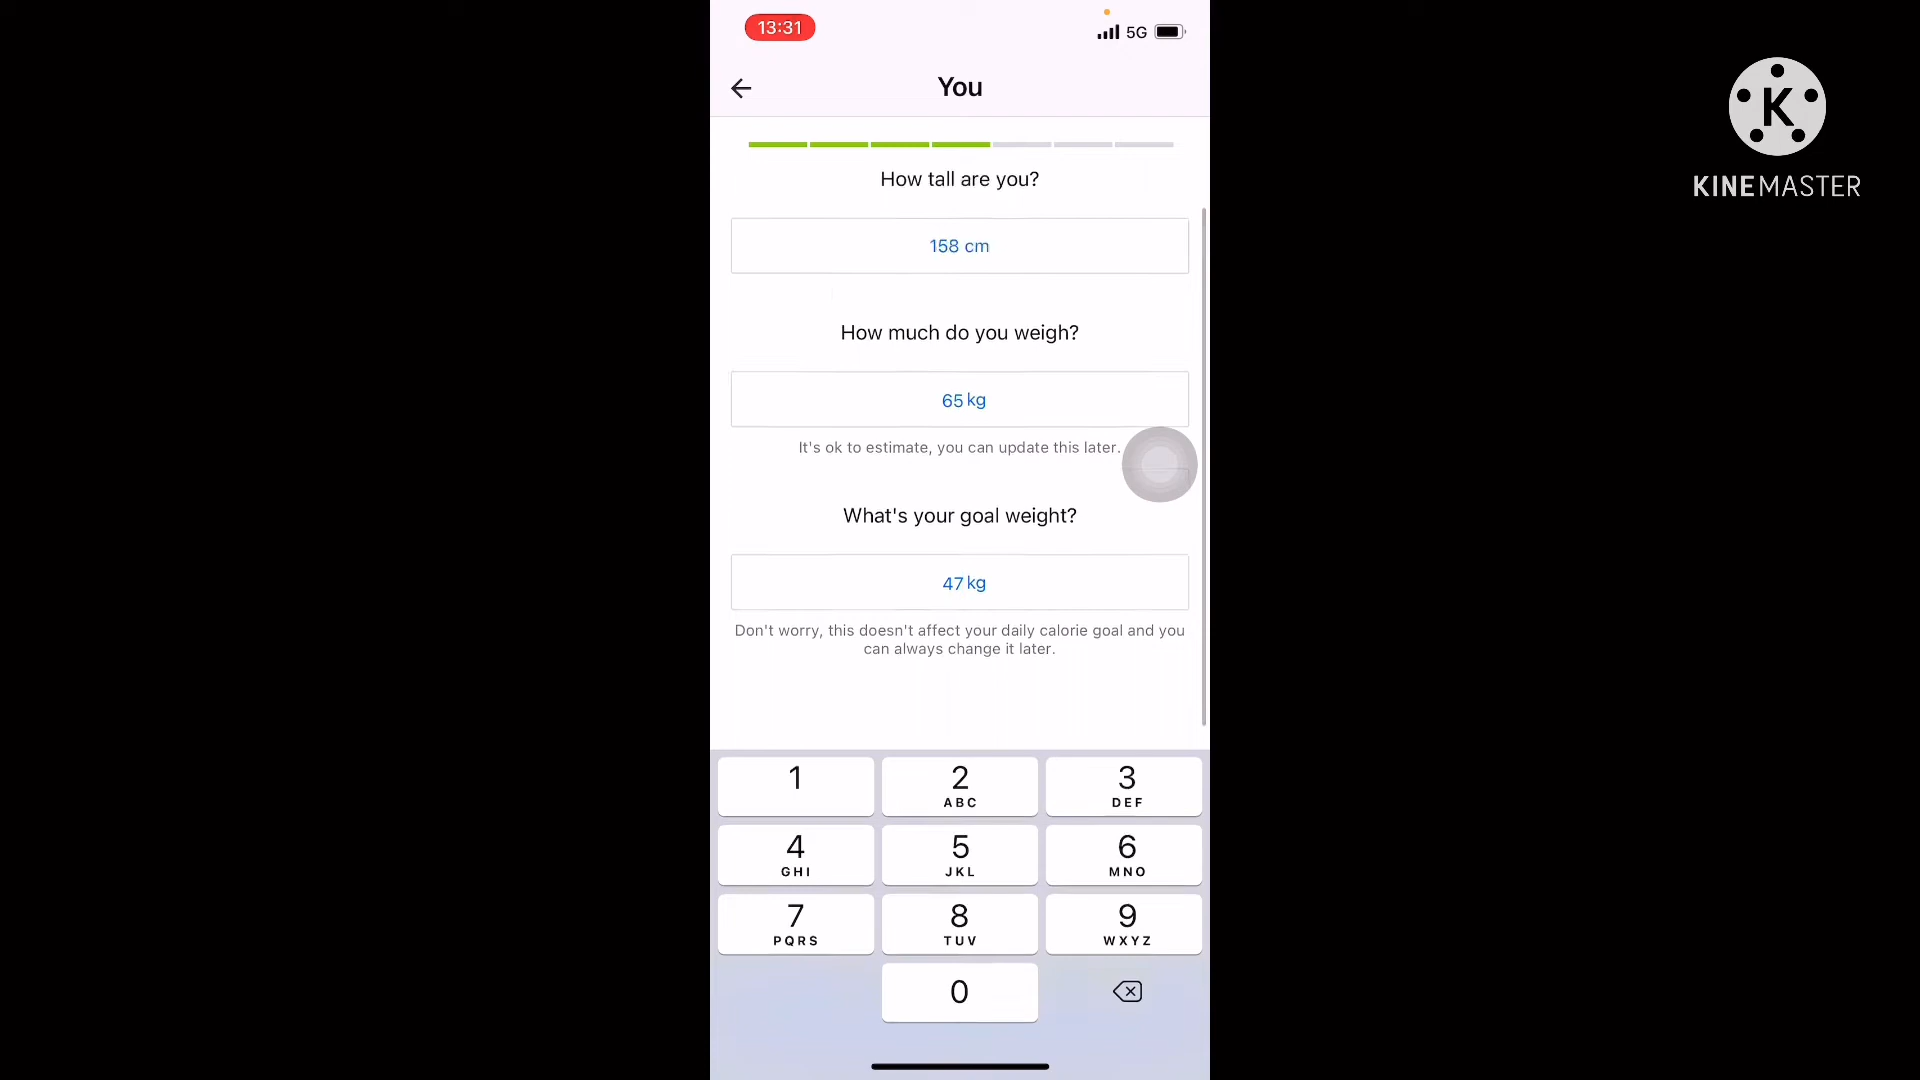 13:31
5G
You
How tall are you?
158 cm
How much do you weigh?
65 kg
It's ok to estimate, you can update this later.
What's your goal weight?
47 kg
Don't worry, this doesn't affect your daily calorie goal and you
can always change it later.
1
2
ABC
3
DEF
4
GHI
5
JKL
6
MNO
7
PQRS
8
TUV
9
WXYZ
0
K
KINEMASTER